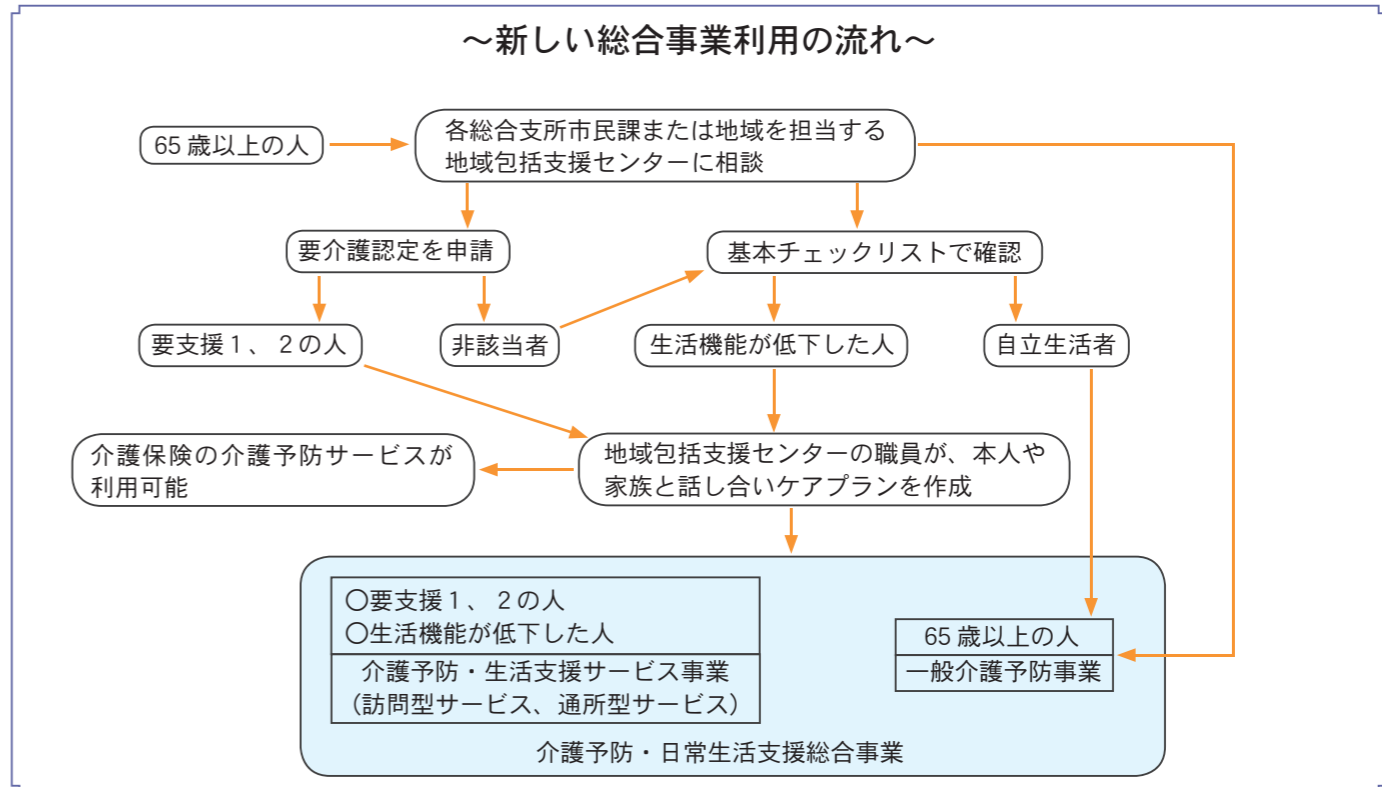 ～新しい総合事業利用の流れ～
65歳以上の人
各総合支所市民課または地域を担当する
地域包括支援センターに相談
要介護認定を申請
基本チェックリストで確認
要支援１、２の人
非該当者
生活機能が低下した人
自立生活者
介護保険の介護予防サービスが
利用可能
地域包括支援センターの職員が、本人や
家族と話し合いケアプランを作成
○要支援１、２の人
○生活機能が低下した人
介護予防・生活支援サービス事業
（訪問型サービス、通所型サービス）
65歳以上の人
一般介護予防事業
介護予防・日常生活支援総合事業